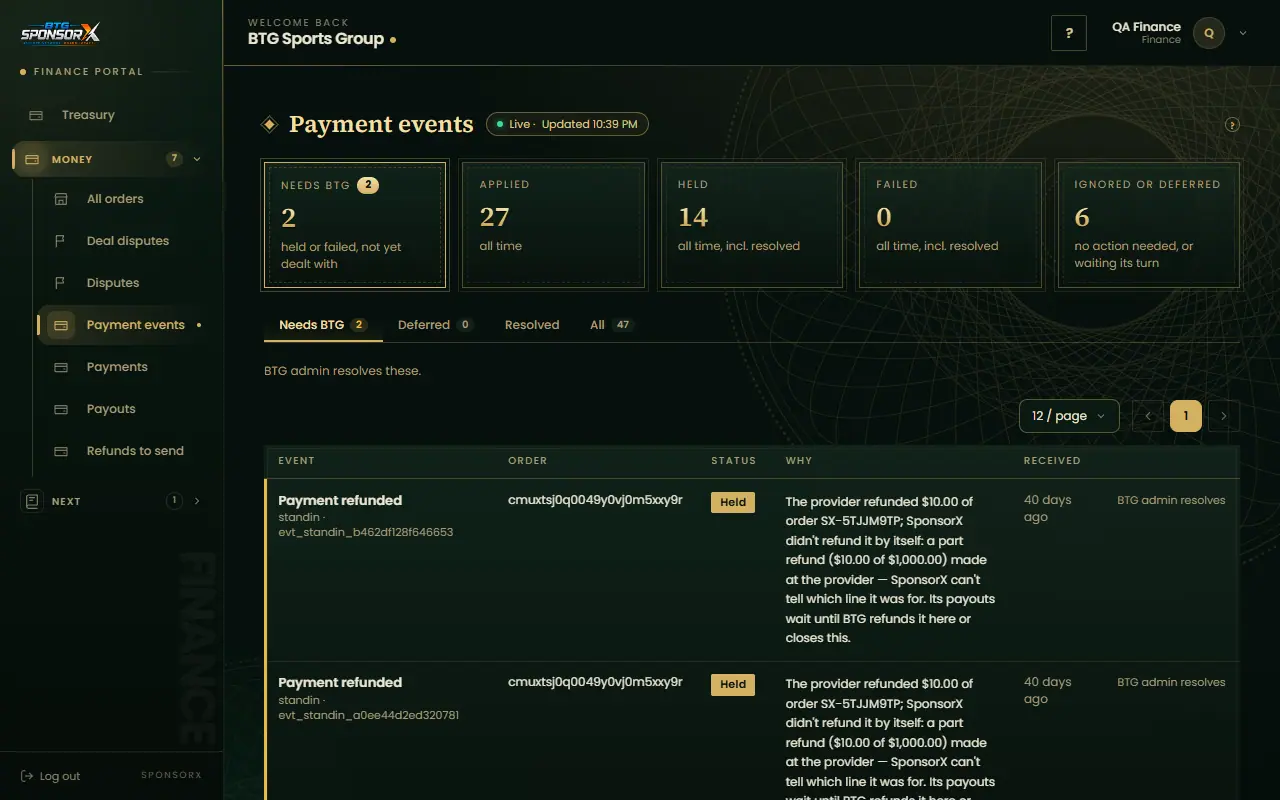 BTG
SPONSORX
WELCOME BACK
BTG Sports Group
?
QA Finance
Finance
Q
FINANCE PORTAL
Treasury
MONEY 7
All orders
Deal disputes
Disputes
Payment events
Payments
Payouts
Refunds to send
NEXT 1
FINANCE
Log out
SPONSORX
Payment events
Live · Updated 10:39 PM
?
NEEDS BTG 2
2
held or failed, not yet
dealt with
APPLIED
27
all time
HELD
14
all time, incl. resolved
FAILED
0
all time, incl. resolved
IGNORED OR DEFERRED
6
no action needed, or
waiting its turn
Needs BTG 2
Deferred 0
Resolved
All 47
BTG admin resolves these.
12 / page
1
EVENT ORDER STATUS WHY RECEIVED
Payment refunded
standin ·
evt_standin_b462df128f646653
cmuxtsj0q0049y0vj0m5xxy9r
Held
The provider refunded $10.00 of
order SX-5TJJM9TP; SponsorX
didn't refund it by itself: a part
refund ($10.00 of $1,000.00) made
at the provider — SponsorX can't
tell which line it was for. Its payouts
wait until BTG refunds it here or
closes this.
40 days
ago
BTG admin resolves
Payment refunded
standin ·
evt_standin_a0ee44d2ed320781
cmuxtsj0q0049y0vj0m5xxy9r
Held
The provider refunded $10.00 of
order SX-5TJJM9TP; SponsorX
didn't refund it by itself: a part
refund ($10.00 of $1,000.00) made
at the provider — SponsorX can't
tell which line it was for. Its payouts
wait until BTG refunds it here or
40 days
ago
BTG admin resolves